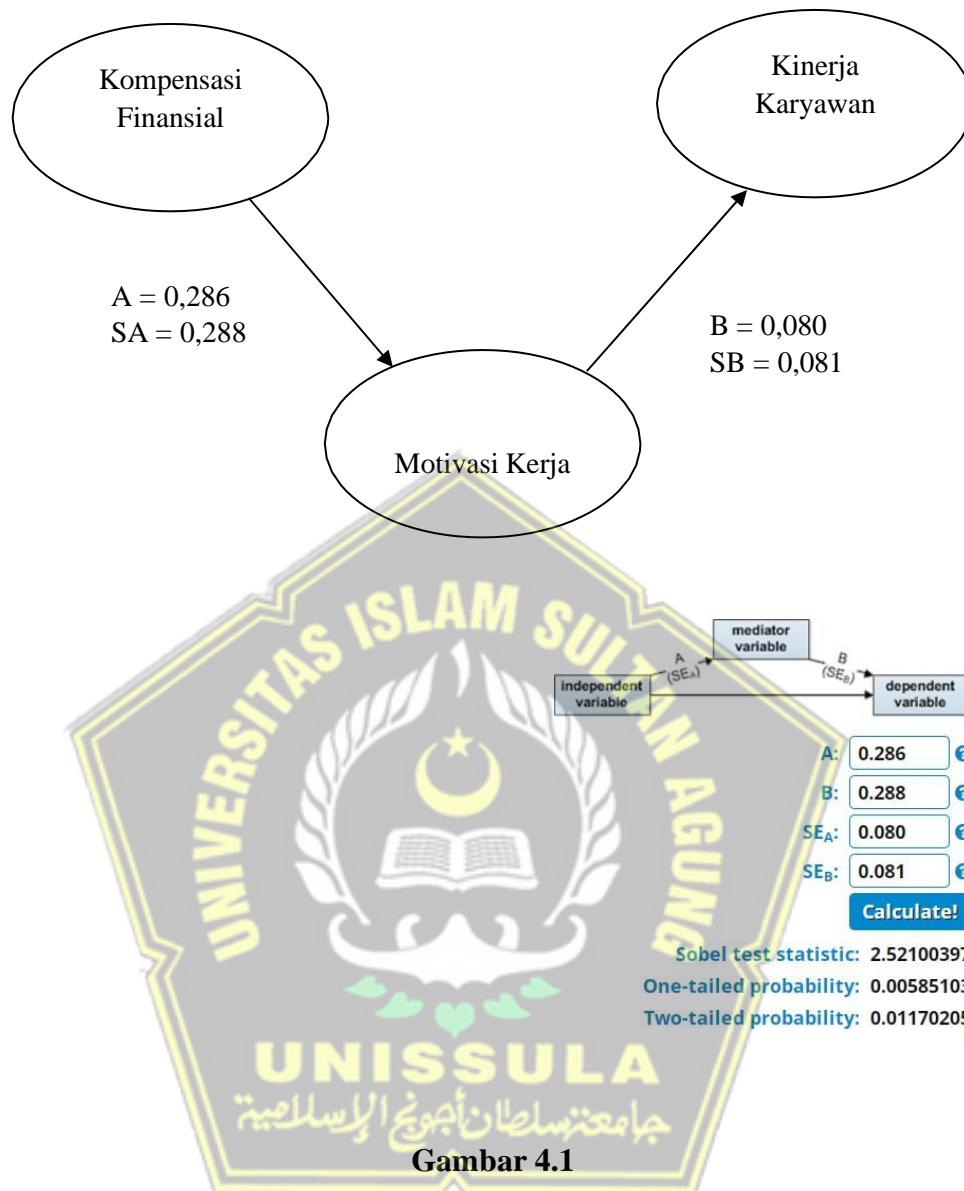 Kompensasi
Finansial
Kinerja
Karyawan
A = 0,286
SA = 0,288
B = 0,080
SB = 0,081
Motivasi Kerja
UNIVERSITAS ISLAM SULTAN AGUNG
mediator
variable
A
(SEA)
B
(SEB)
independent
variable
dependent
variable
A: 0.286
B: 0.288
SEA: 0.080
SEB: 0.081
Calculate!
Sobel test statistic: 2.52100397
One-tailed probability: 0.00585103
Two-tailed probability: 0.01170205
UNISSULA
جامعتنسلطان أجونج الإسلامية
Gambar 4.1